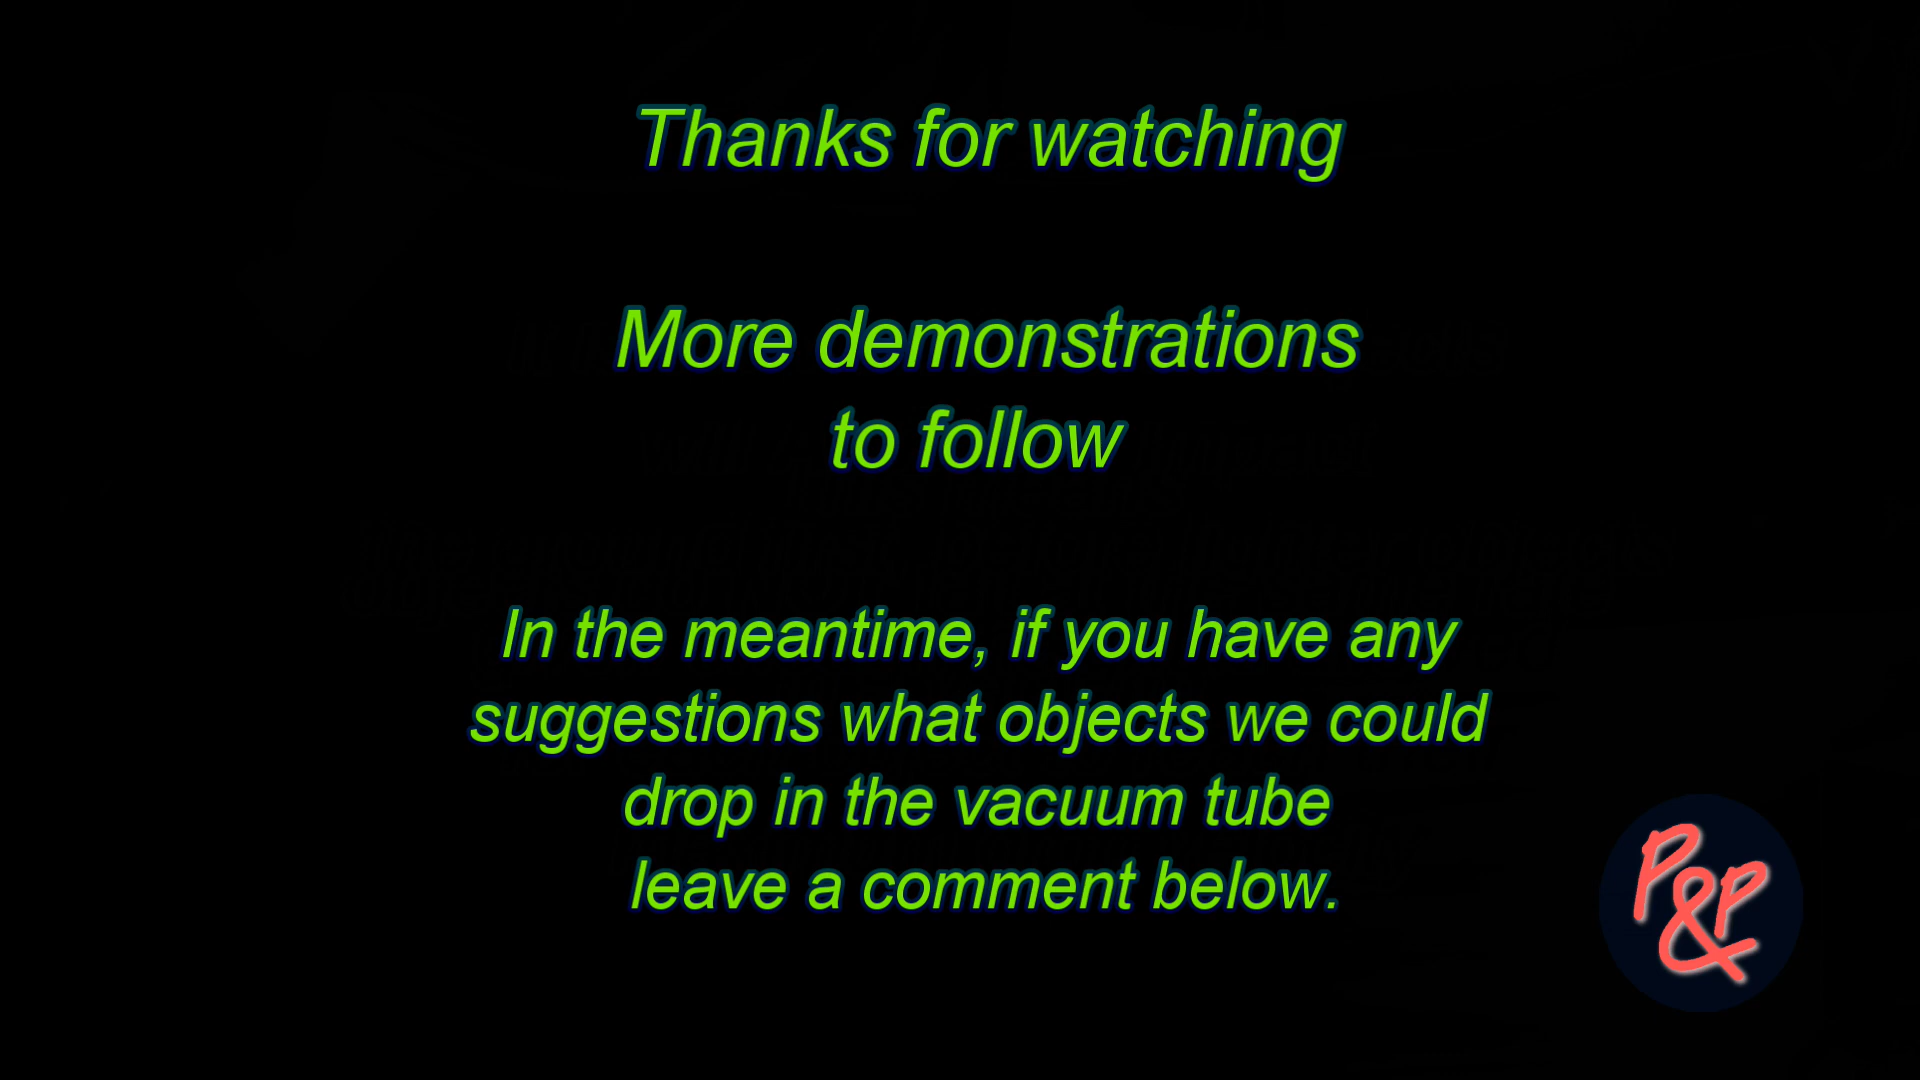 Thanks for watching
More demonstrations
to follow
In the meantime, if you have any
suggestions what objects we could
drop in the vacuum tube
leave a comment below.
P&P